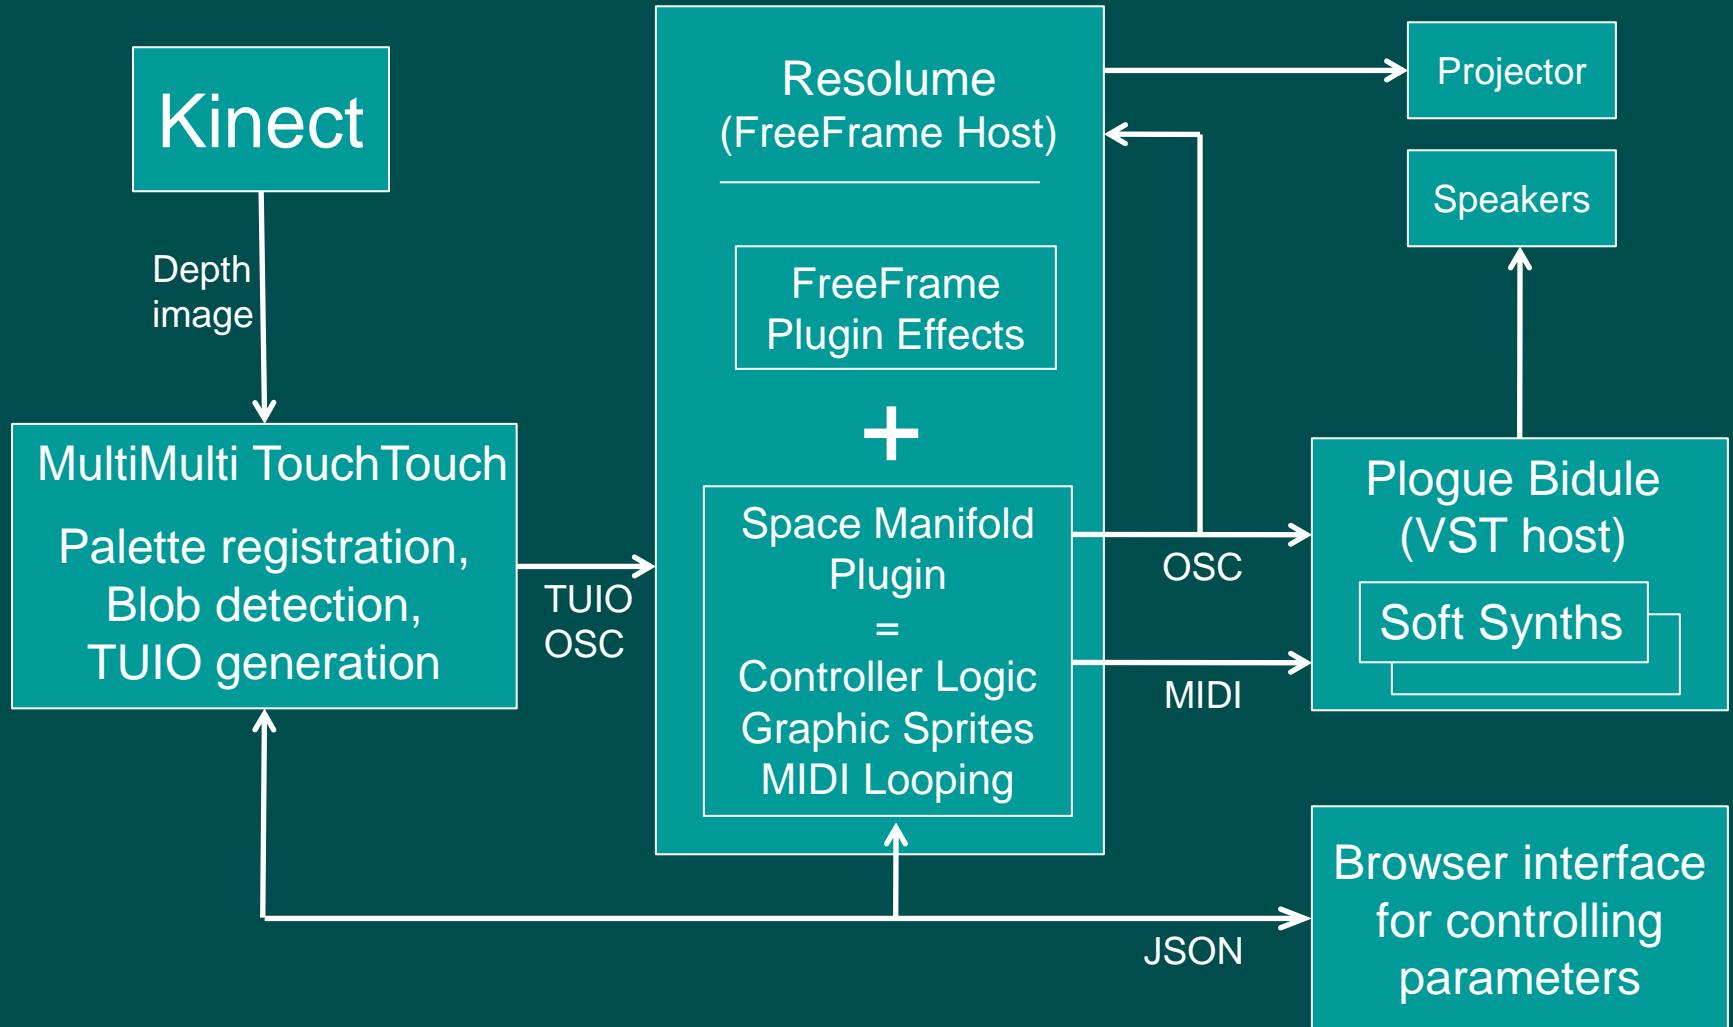 Kinect
Depth
image
MultiMulti TouchTouch
Palette registration,
Blob detection,
TUIO generation
TUIO
OSC
Resolume
(FreeFrame Host)
FreeFrame
Plugin Effects
+
Space Manifold
Plugin
=
Controller Logic
Graphic Sprites
MIDI Looping
OSC
MIDI
Projector
Speakers
Plogue Bidule
(VST host)
Soft Synths
JSON
Browser interface
for controlling
parameters